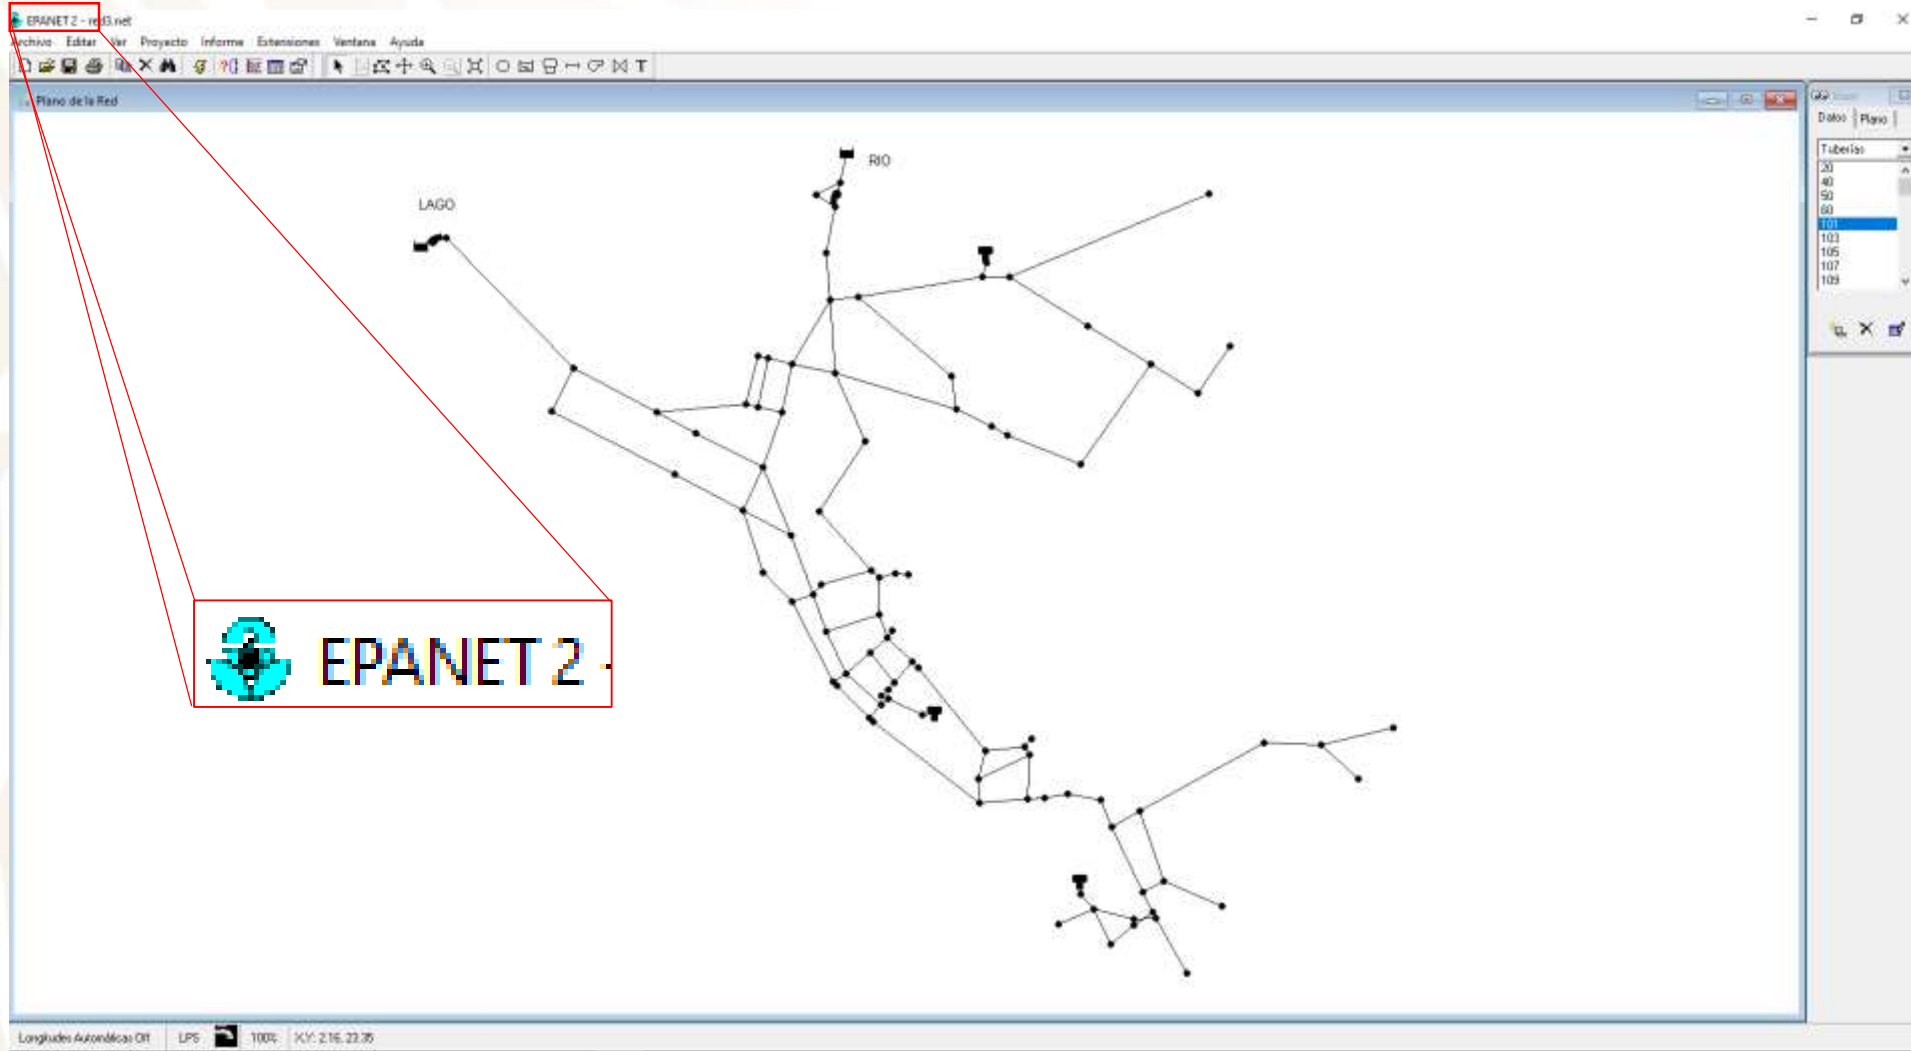 EPANET 2 - red3.net
Archivo Editar Ver Proyecto Informe Extensiones Ventana Ayuda
Plano de la Red
Datos Plano
Tuberías
20
40
50
60
101
103
105
107
109
RIO
LAGO
EPANET 2 -
Longitudes Automáticas Off LPS 100% X,Y: 2.16, 23.35